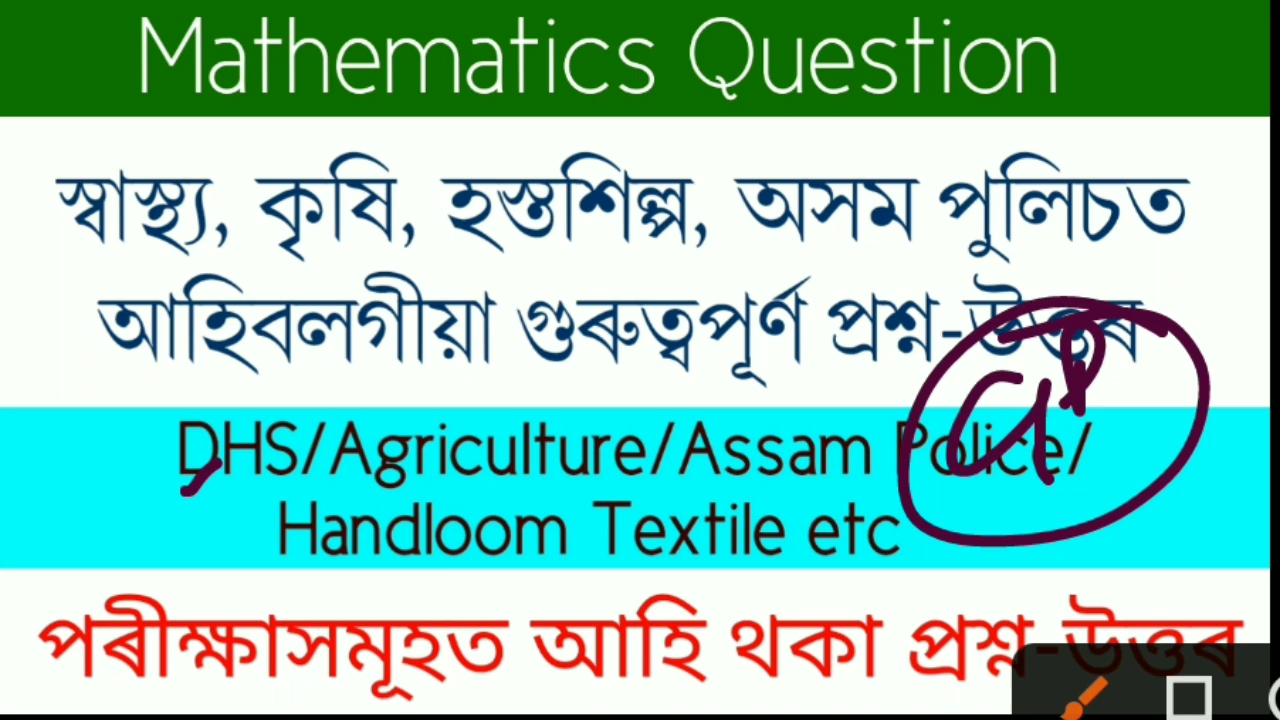 Mathematics Question
স্বাস্থ্য, কৃষি, হস্তশিল্প, অসম পুলিচত
আহিবলগীয়া গুৰুত্বপূৰ্ণ প্ৰশ্ন-উত্তৰ
DHS/Agriculture/Assam Police/
Handloom Textile etc
পৰীক্ষাসমূহত আহি থকা প্ৰশ্ন-উত্তৰ